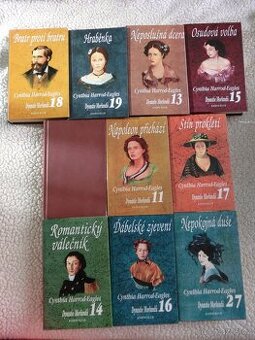 Bratr proti bratru
Cynthia Harrod-Eagles
Dynastie Morlandů
18
Hraběnka
Cynthia Harrod-Eagles
Dynastie Morlandů
19
Neposlušná dcera
Cynthia Harrod-Eagles
Dynastie Morlandů
13
Osudová volba
Cynthia Harrod-Eagles
Dynastie Morlandů
15
Napoleon přichází
Cynthia Harrod-Eagles
Dynastie Morlandů
11
Stín prokletí
Cynthia Harrod-Eagles
Dynastie Morlandů
17
Romantický
válečník
Cynthia Harrod-Eagles
Dynastie Morlandů
14
Ďábelské zjevení
Cynthia Harrod-Eagles
Dynastie Morlandů
16
Nepokojná duše
Cynthia Harrod-Eagles
Dynastie Morlandů
27